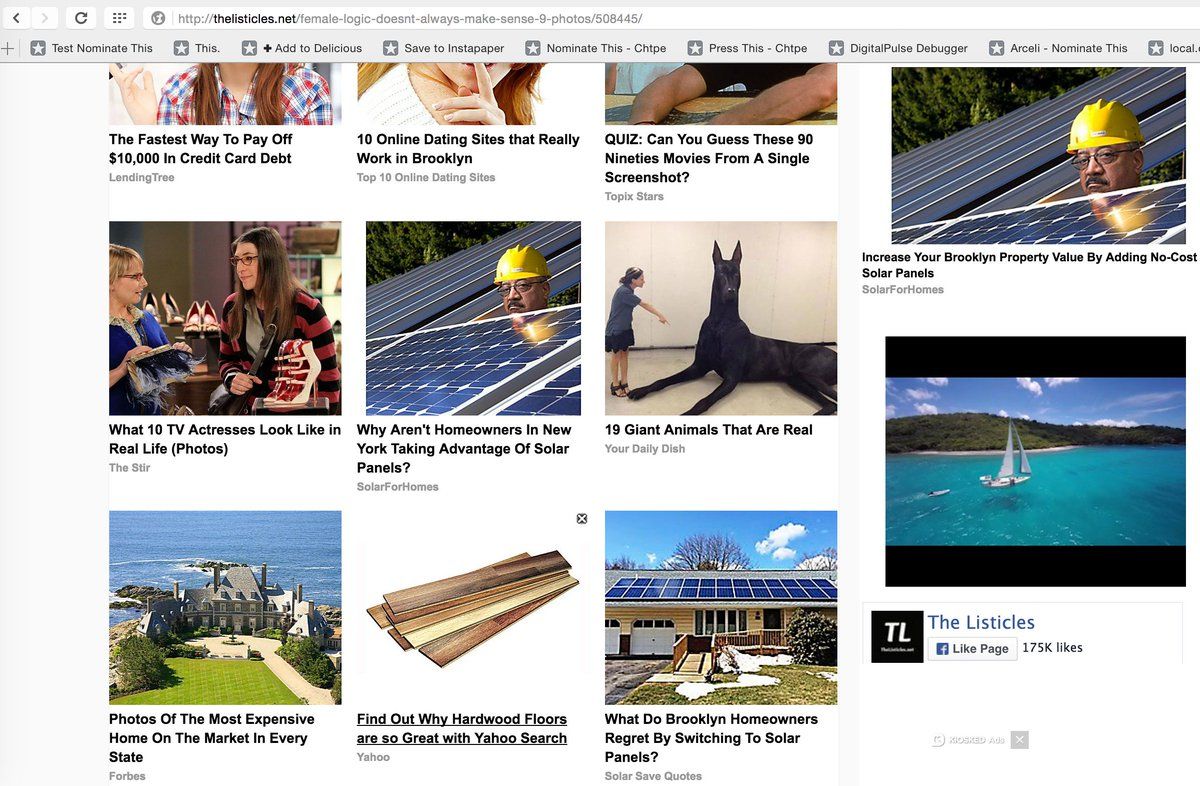 http://thelisticles.net/female-logic-doesnt-always-make-sense-9-photos/508445/
Test Nominate This
This.
+ Add to Delicious
Save to Instapaper
Nominate This - Chtpe
Press This - Chtpe
DigitalPulse Debugger
Arceli - Nominate This
local.
The Fastest Way To Pay Off
$10,000 In Credit Card Debt
LendingTree
10 Online Dating Sites that Really
Work in Brooklyn
Top 10 Online Dating Sites
QUIZ: Can You Guess These 90
Nineties Movies From A Single
Screenshot?
Topix Stars
Increase Your Brooklyn Property Value By Adding No-Cost
Solar Panels
SolarForHomes
What 10 TV Actresses Look Like in
Real Life (Photos)
The Stir
Why Aren't Homeowners In New
York Taking Advantage Of Solar
Panels?
SolarForHomes
19 Giant Animals That Are Real
Your Daily Dish
Photos Of The Most Expensive
Home On The Market In Every
State
Forbes
Find Out Why Hardwood Floors
are so Great with Yahoo Search
Yahoo
What Do Brooklyn Homeowners
Regret By Switching To Solar
Panels?
Solar Save Quotes
TL
TheListicles.net
The Listicles
Like Page
175K likes
KIOSKED Ads